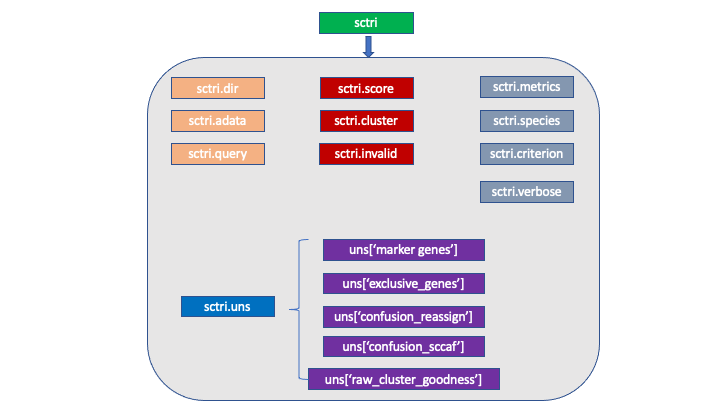 sctri
sctri.dir
sctri.score
sctri.metrics
sctri.adata
sctri.cluster
sctri.species
sctri.query
sctri.invalid
sctri.criterion
sctri.verbose
uns[‘marker genes’]
uns[‘exclusive_genes’]
sctri.uns
uns[‘confusion_reassign’]
uns[‘confusion_sccaf’]
uns[‘raw_cluster_goodness’]